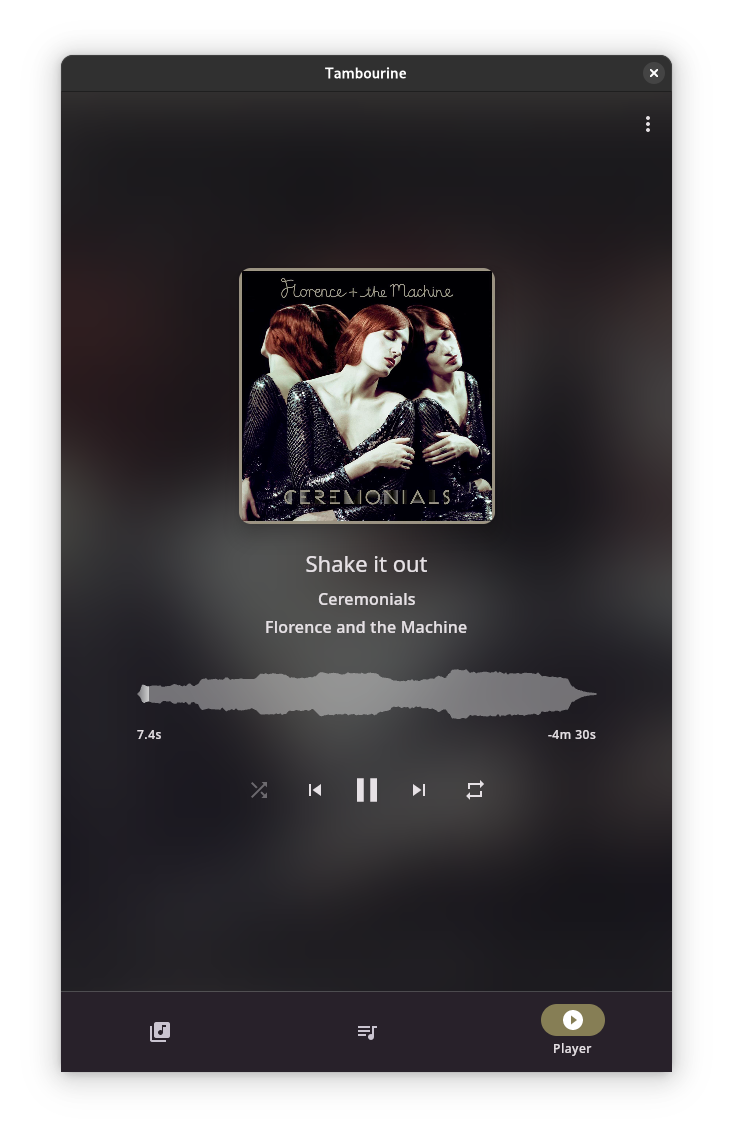 Tambourine
Florence + the Machine
CEREMONIALS
Shake it out
Ceremonials
Florence and the Machine
7.4s
-4m 30s
Player